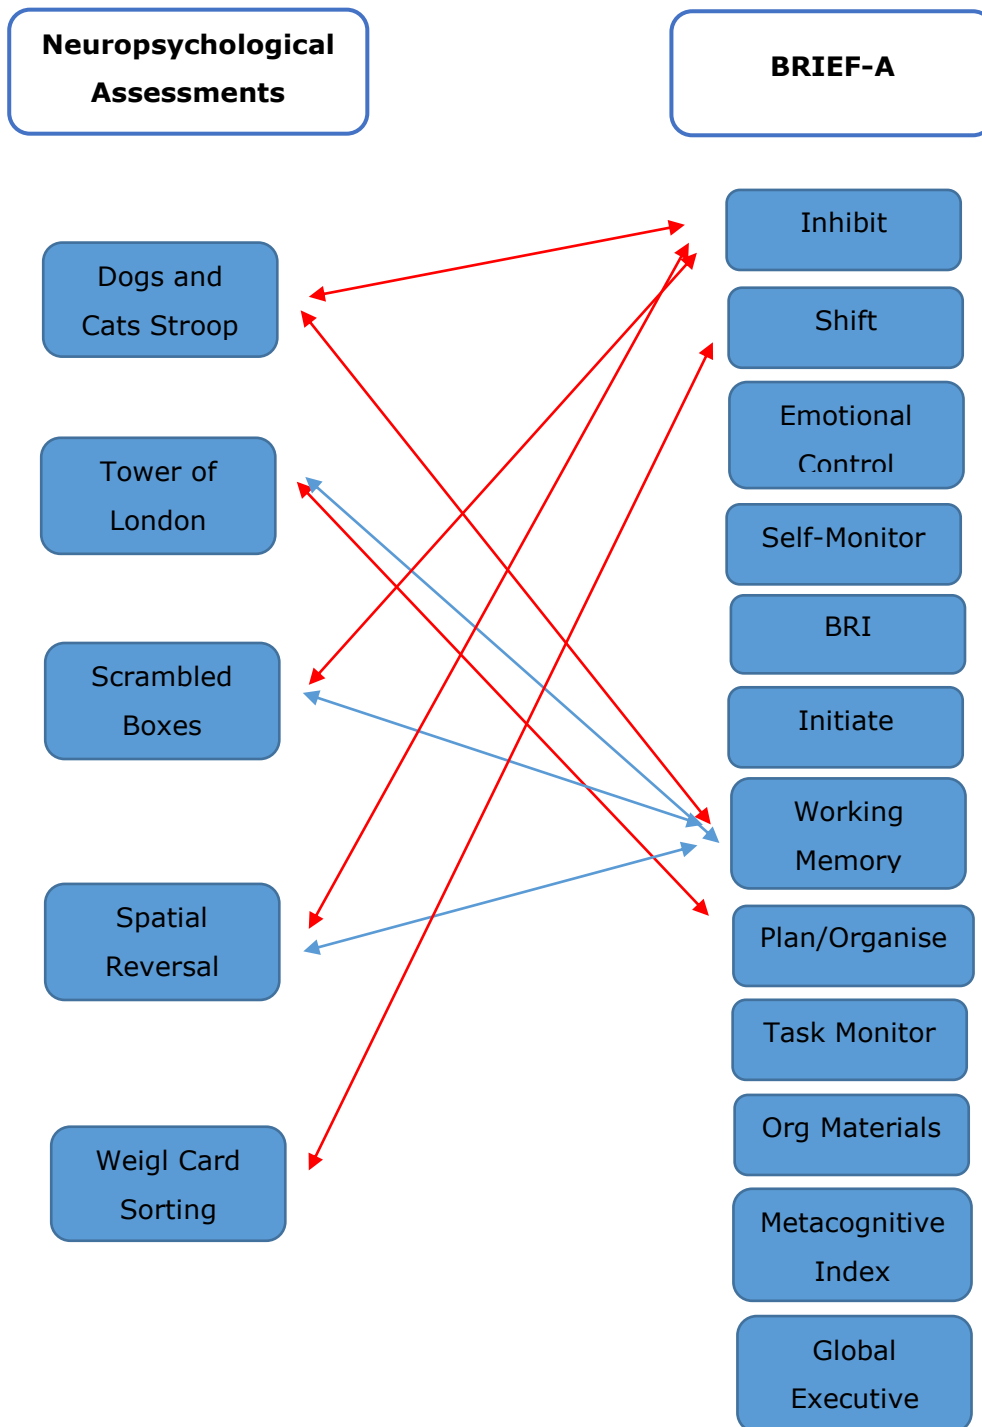 Neuropsychological
Assessments
BRIEF-A
Dogs and
Cats Stroop
Tower of
London
Scrambled
Boxes
Spatial
Reversal
Weigl Card
Sorting
Inhibit
Shift
Emotional
Control
Self-Monitor
BRI
Initiate
Working
Memory
Plan/Organise
Task Monitor
Org Materials
Metacognitive
Index
Global
Executive